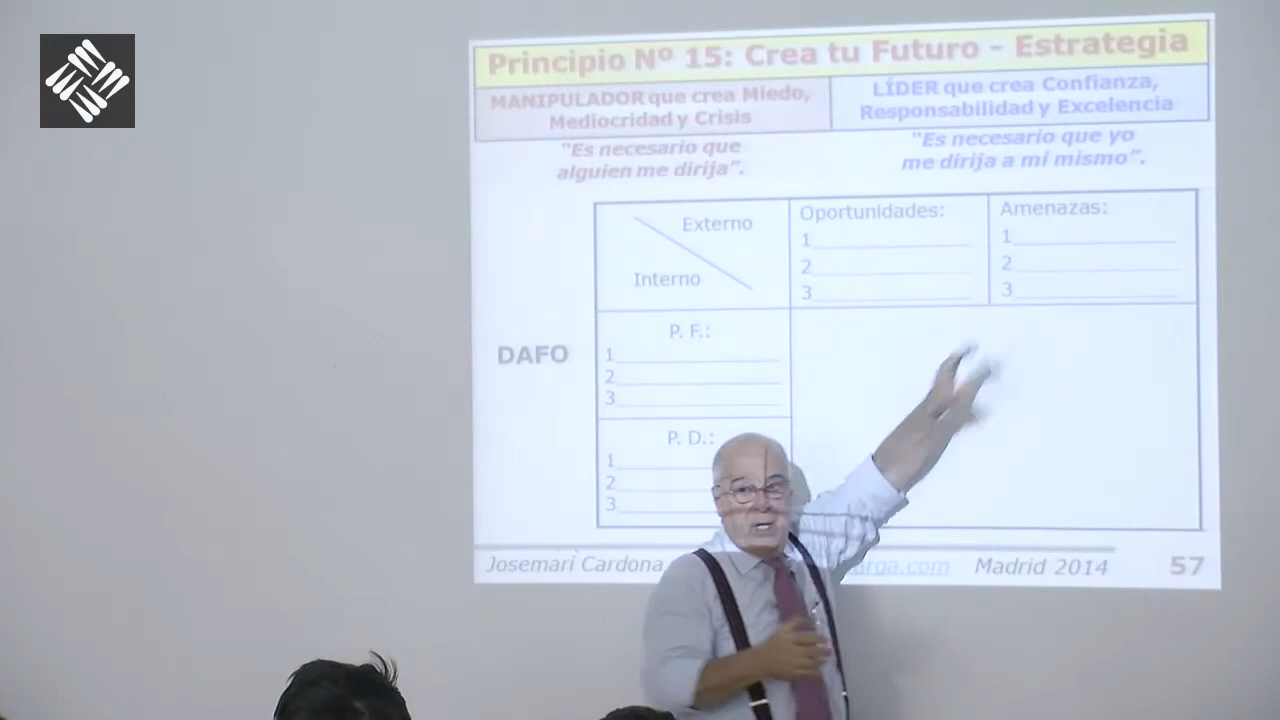 Principio Nº 15: Crea tu Futuro - Estrategia
MANIPULADOR que crea Miedo,
Mediocridad y Crisis
LÍDER que crea Confianza,
Responsabilidad y Excelencia
"Es necesario que
alguien me dirija".
"Es necesario que yo
me dirija a mí mismo".
Externo
Interno
Oportunidades:
1
2
3
Amenazas:
1
2
3
DAFO
P. F.:
1
2
3
P. D.:
1
2
3
Josemari Cardona
Madrid 2014
57